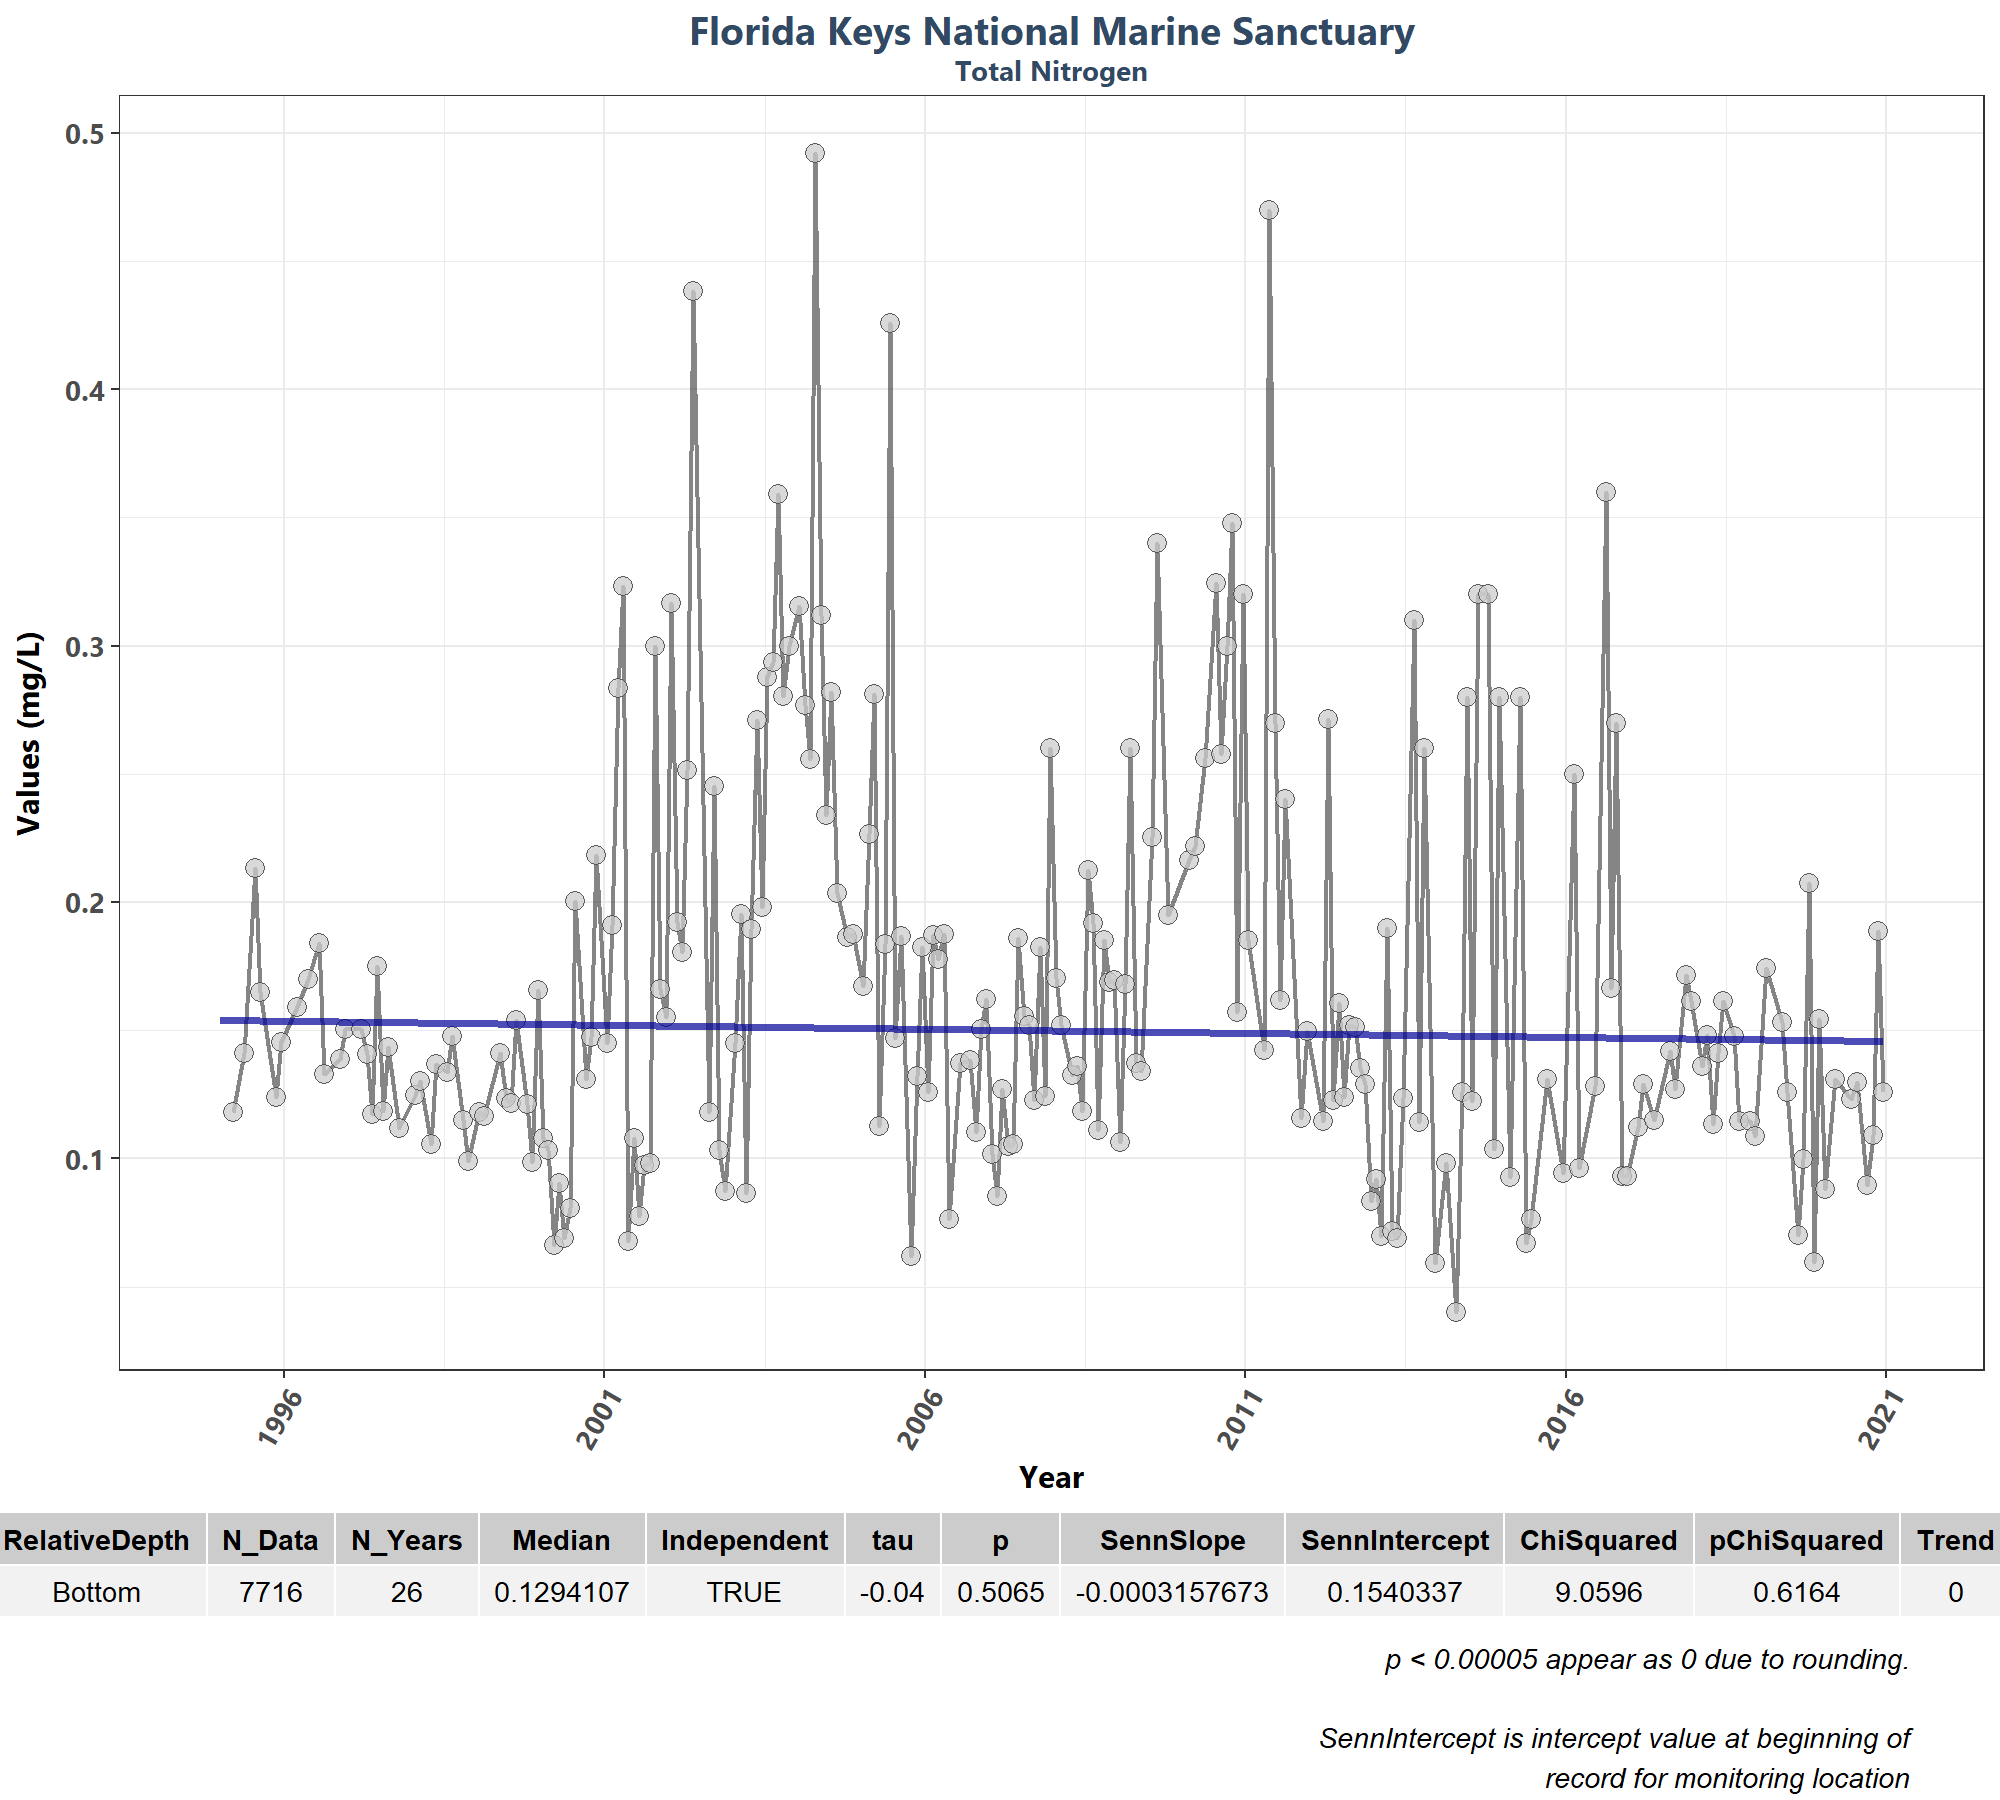 Florida Keys National Marine Sanctuary
Total Nitrogen
Values (mg/L)
0.5
0.4
0.3
0.2
0.1
1996 2001 2006 2011 2016 2021
Year
RelativeDepth N_Data N_Years Median Independent tau p SennSlope SennIntercept ChiSquared pChiSquared Trend
Bottom 7716 26 0.1294107 TRUE -0.04 0.5065 -0.0003157673 0.1540337 9.0596 0.6164 0
p < 0.00005 appear as 0 due to rounding.
SennIntercept is intercept value at beginning of
record for monitoring location